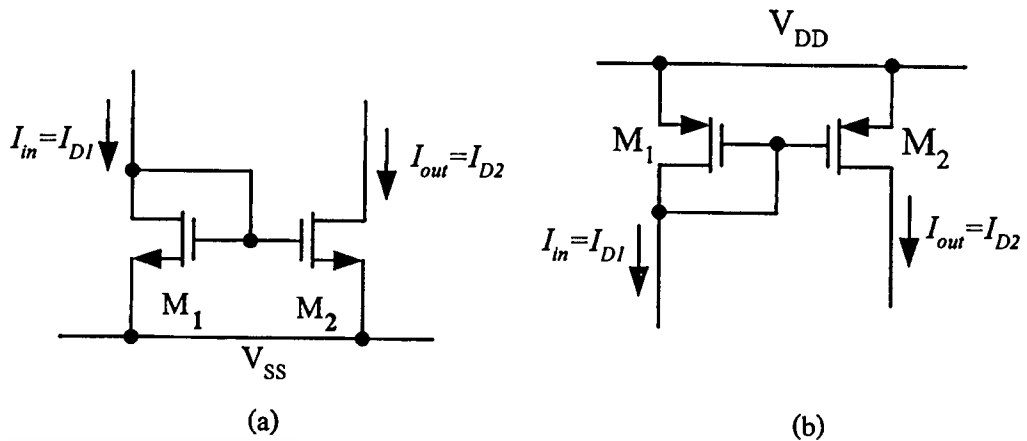 I_in=I_D1
I_out=I_D2
M_1
M_2
V_SS
(a)
V_DD
M_1
M_2
I_in=I_D1
I_out=I_D2
(b)